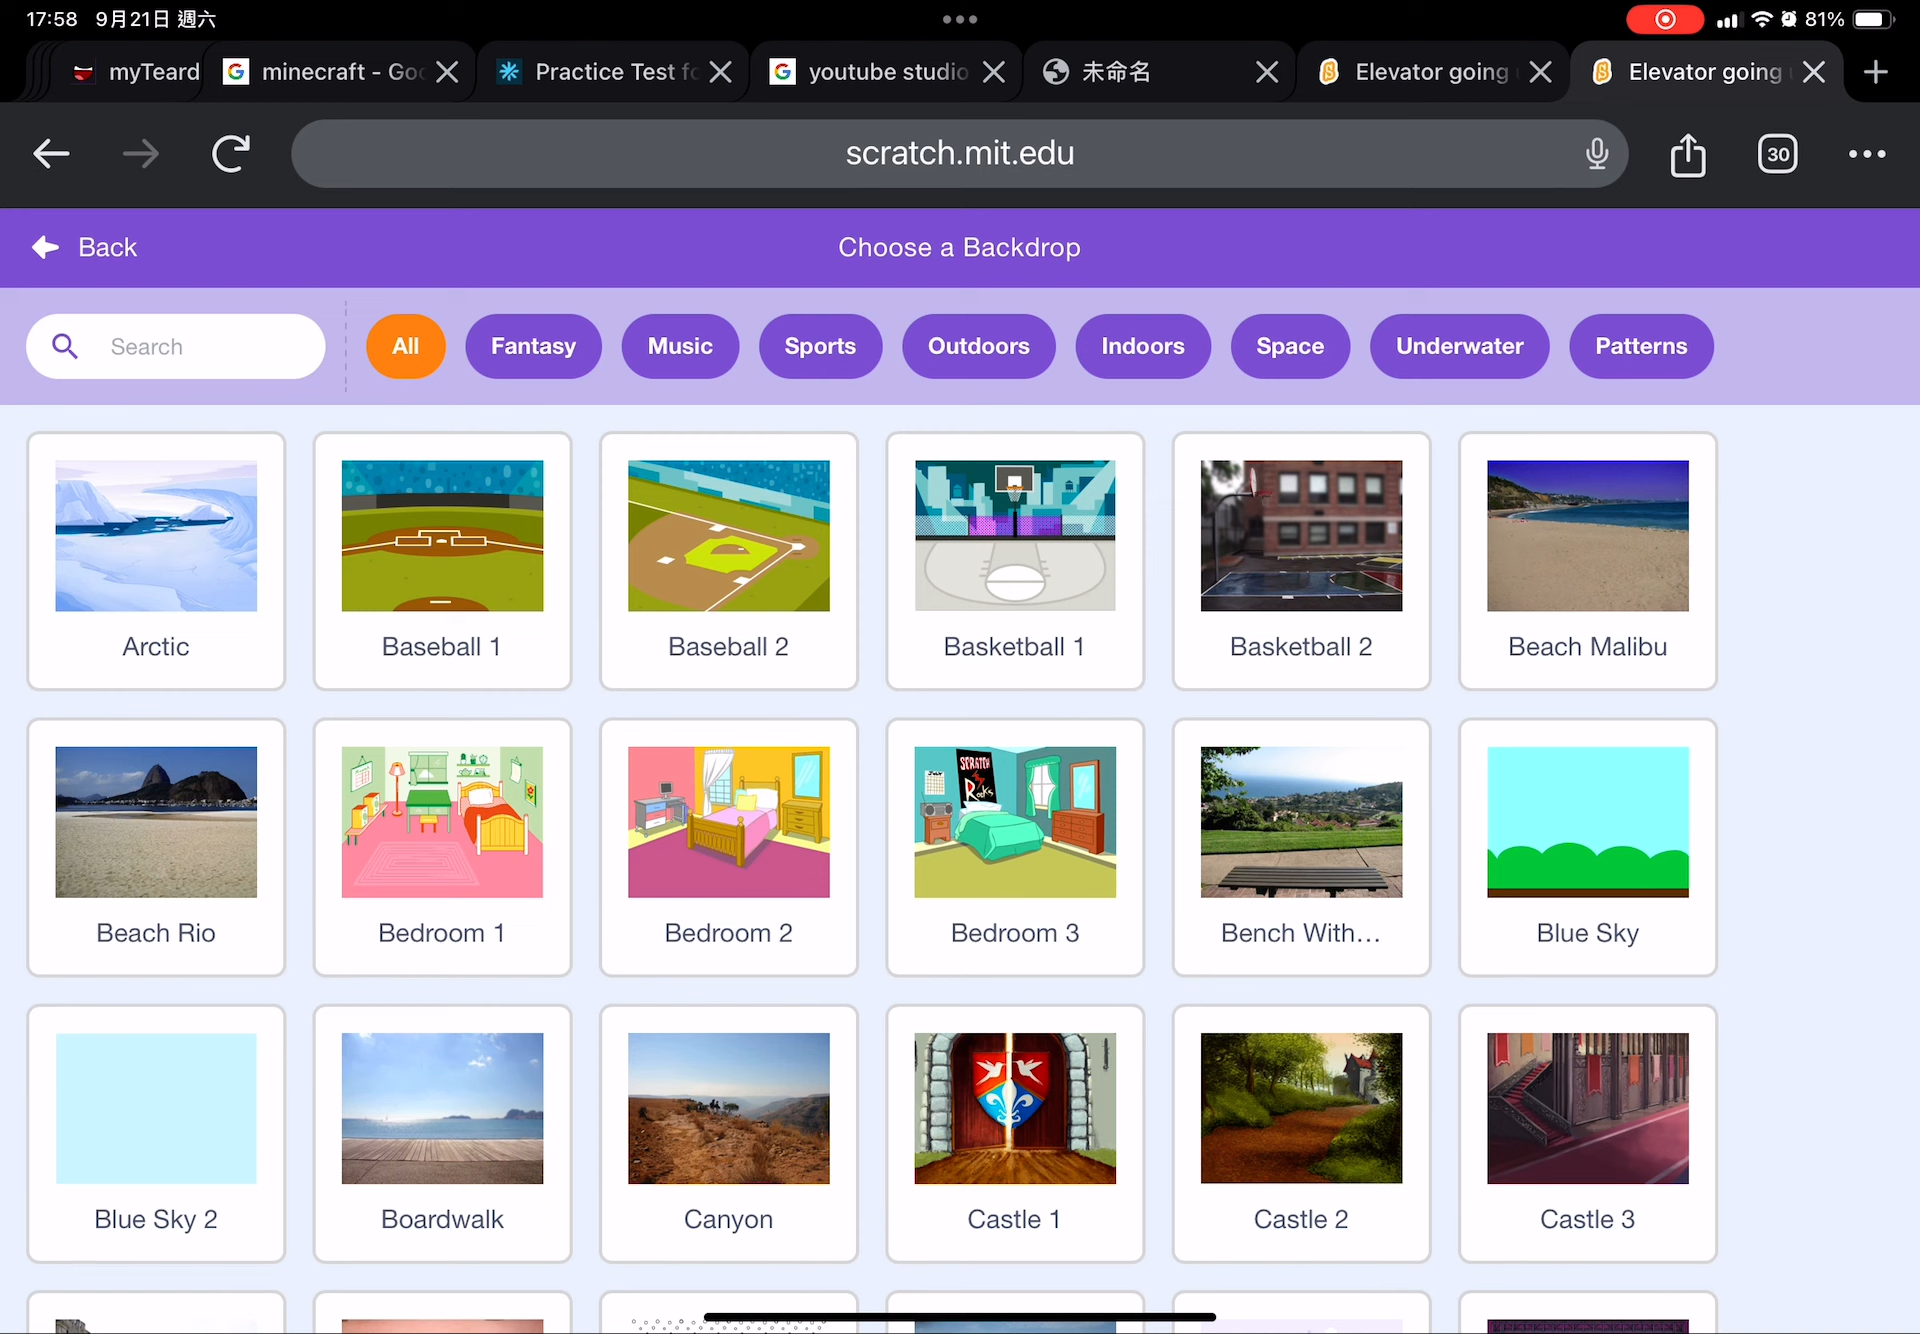 17:58 9月21日 週六
81%
myTeard
minecraft - Goo
Practice Test fo
youtube studio
未命名
Elevator going
Elevator going
scratch.mit.edu
30
Back
Choose a Backdrop
Search
All
Fantasy
Music
Sports
Outdoors
Indoors
Space
Underwater
Patterns
Arctic
Baseball 1
Baseball 2
Basketball 1
Basketball 2
Beach Malibu
SCRATCH
Rocks
JULY
Beach Rio
Bedroom 1
Bedroom 2
Bedroom 3
Bench With...
Blue Sky
Blue Sky 2
Boardwalk
Canyon
Castle 1
Castle 2
Castle 3